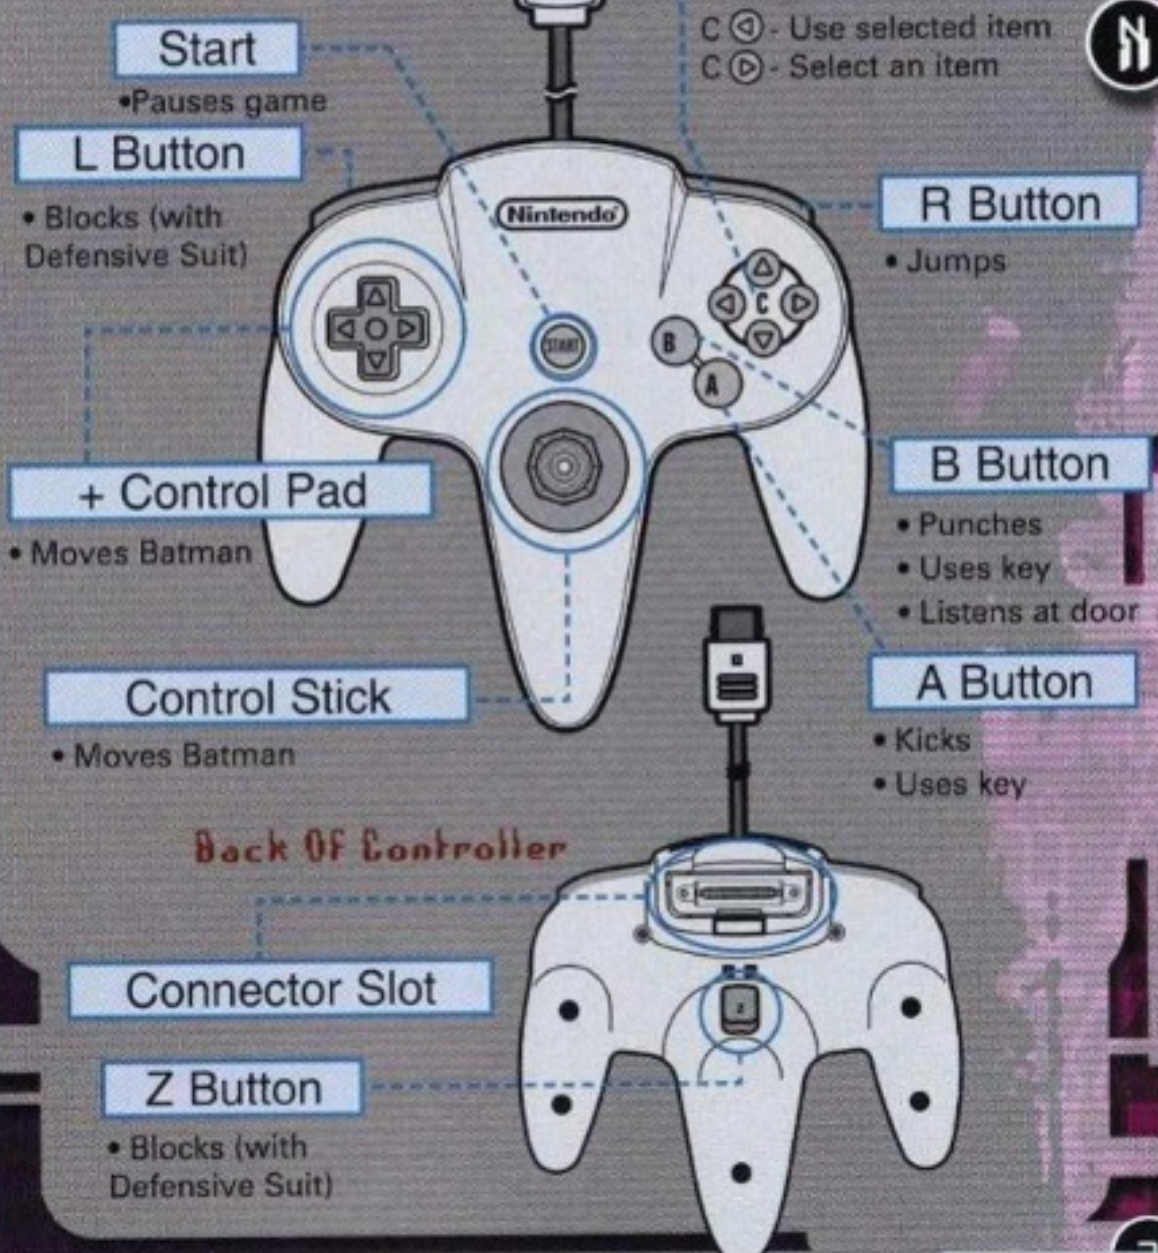 C ◁ - Use selected item
C ▷ - Select an item
N
Start
•Pauses game
L Button
• Blocks (with
Defensive Suit)
Nintendo
R Button
• Jumps
C
START
B
A
+ Control Pad
• Moves Batman
B Button
• Punches
• Uses key
• Listens at door
Control Stick
• Moves Batman
A Button
• Kicks
• Uses key
Back Of Controller
Connector Slot
Z
Z Button
• Blocks (with
Defensive Suit)